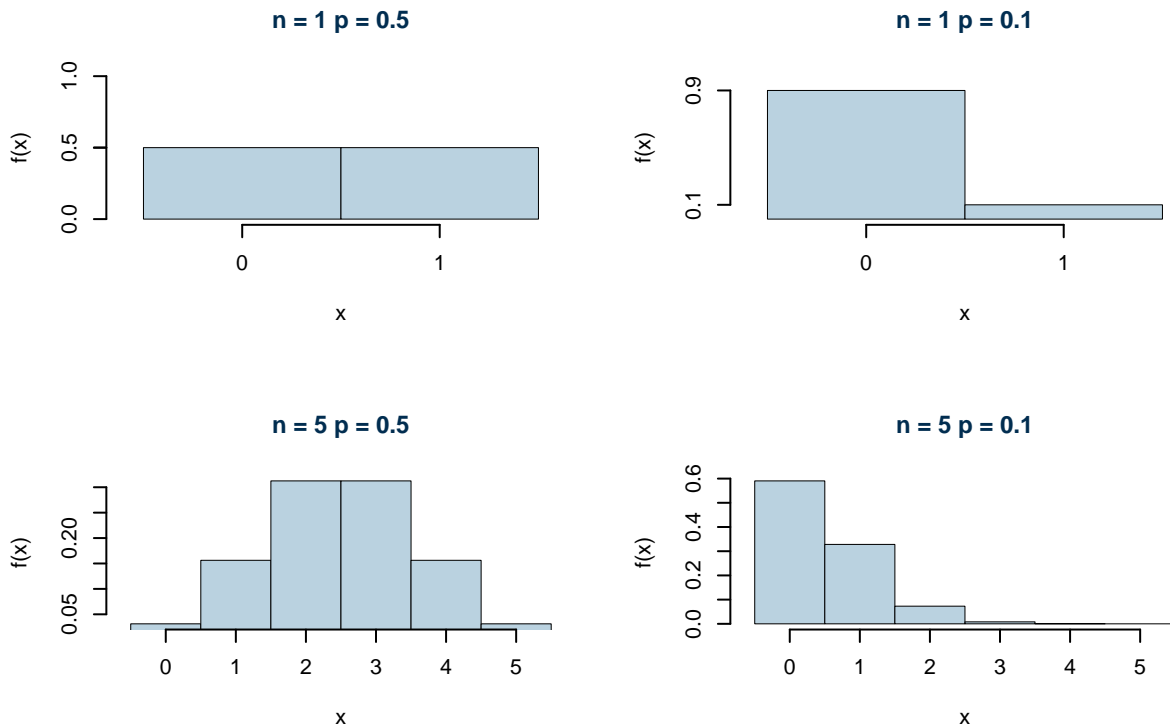 n = 1 p = 0.5
f(x)
1.0
0.5
0.0
0 1
x
n = 1 p = 0.1
f(x)
0.9
0.1
0 1
x
n = 5 p = 0.5
f(x)
0.20
0.05
0 1 2 3 4 5
x
n = 5 p = 0.1
f(x)
0.6
0.4
0.2
0.0
0 1 2 3 4 5
x